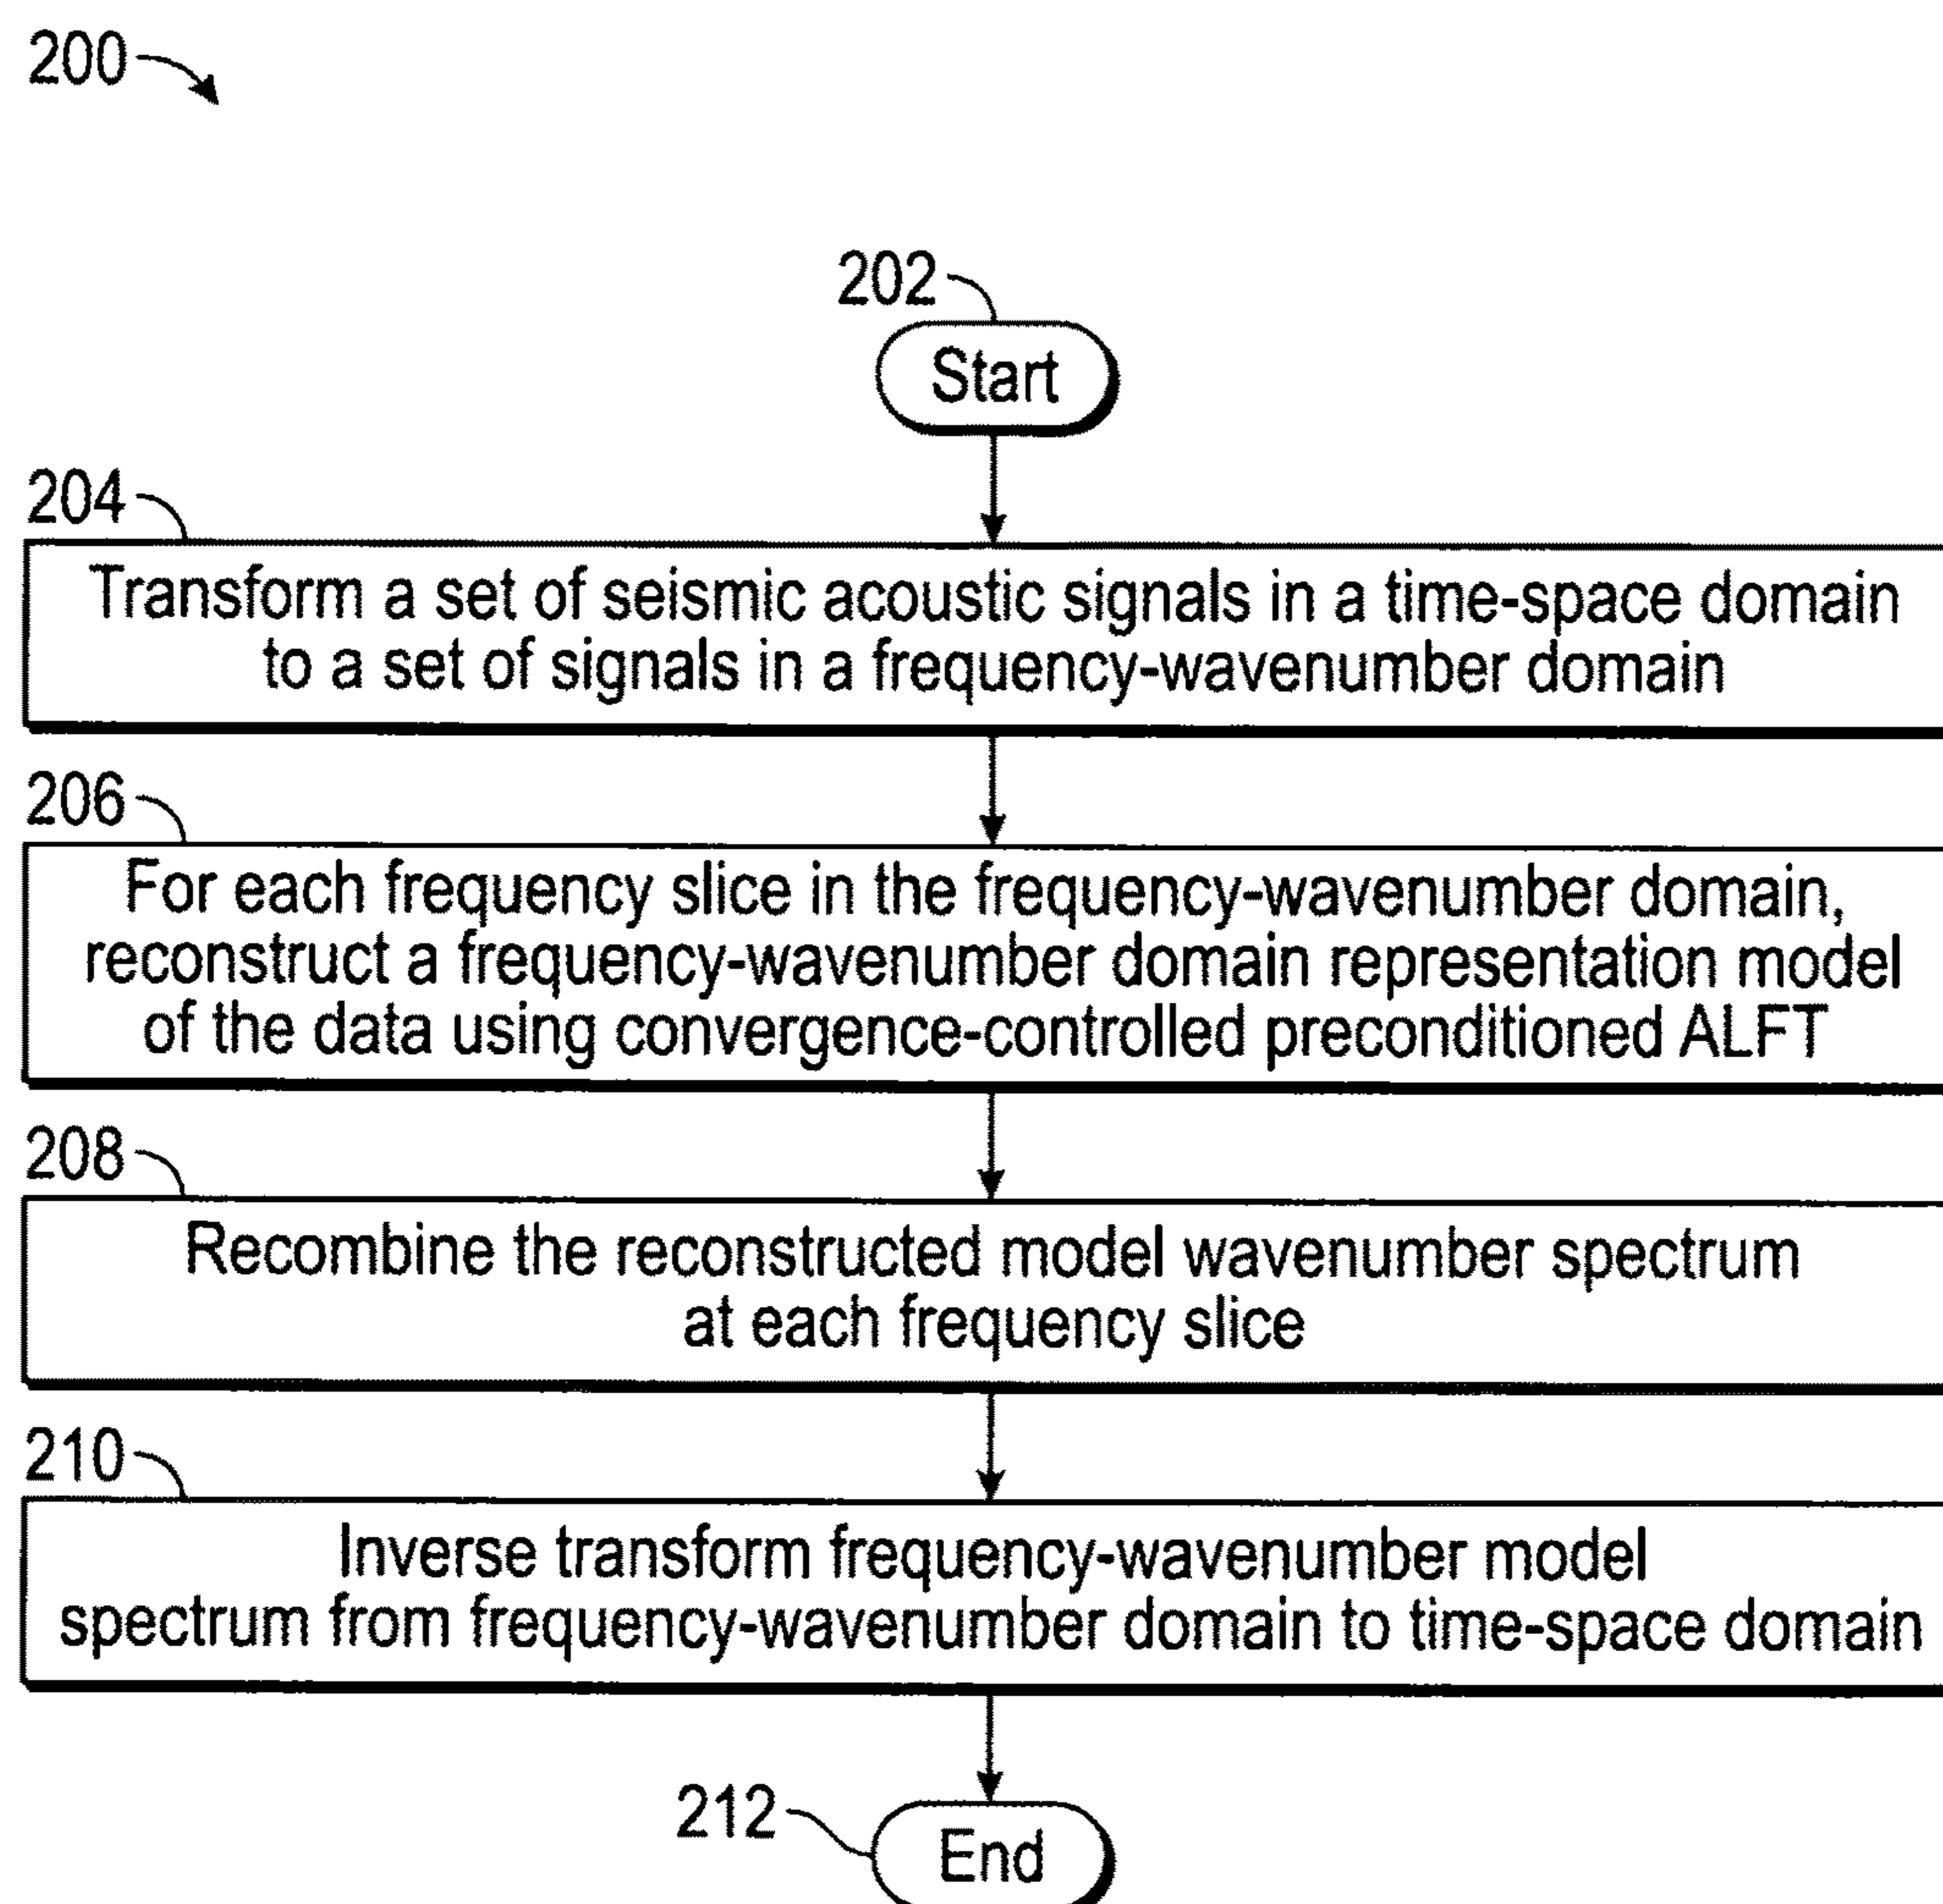 200
202
Start
204
Transform a set of seismic acoustic signals in a time-space domain
to a set of signals in a frequency-wavenumber domain
206
For each frequency slice in the frequency-wavenumber domain,
reconstruct a frequency-wavenumber domain representation model
of the data using convergence-controlled preconditioned ALFT
208
Recombine the reconstructed model wavenumber spectrum
at each frequency slice
210
Inverse transform frequency-wavenumber model
spectrum from frequency-wavenumber domain to time-space domain
212
End